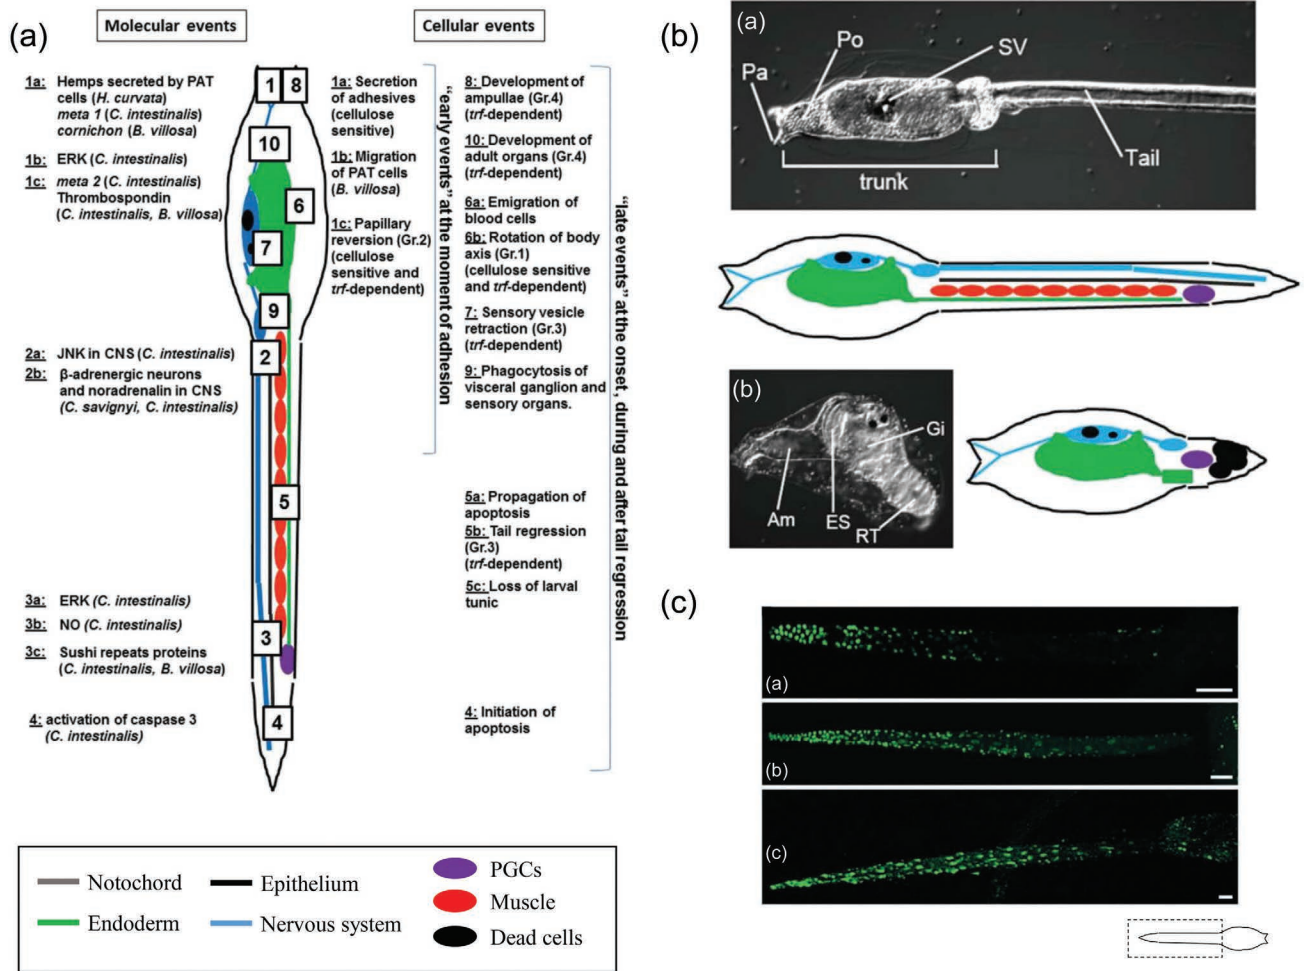 (a)
Molecular events
1a: Hemps secreted by PAT
cells (H. curvata)
meta 1 (C. intestinalis)
cornichon (B. villosa)
1b: ERK (C. intestinalis)
1c: meta 2 (C. intestinalis)
Thrombospondin
(C. intestinalis, B. villosa)
2a: JNK in CNS (C. intestinalis)
2b: β-adrenergic neurons
and noradrenalin in CNS
(C. savignyi, C. intestinalis)
3a: ERK (C. intestinalis)
3b: NO (C. intestinalis)
3c: Sushi repeats proteins
(C. intestinalis, B. villosa)
4: activation of caspase 3
(C. intestinalis)
1
8
10
6
7
9
2
5
3
4
Cellular events
1a: Secretion
of adhesives
(cellulose
sensitive)
1b: Migration
of PAT cells
(B. villosa)
1c: Papillary
reversion (Gr.2)
(cellulose
sensitive and
trf-dependent)
"early events" at the moment of adhesion
8: Development of
ampullae (Gr.4)
(trf-dependent)
10: Development of
adult organs (Gr.4)
(trf-dependent)
6a: Emigration of
blood cells
6b: Rotation of body
axis (Gr.1)
(cellulose sensitive
and trf-dependent)
7: Sensory vesicle
retraction (Gr.3)
(trf-dependent)
9: Phagocytosis of
visceral ganglion and
sensory organs.
5a: Propagation of
apoptosis
5b: Tail regression
(Gr.3)
(trf-dependent)
5c: Loss of larval
tunic
4: Initiation of
apoptosis
"late events" at the onset, during and after tail regression
Notochord
Epithelium
PGCs
Endoderm
Nervous system
Muscle
Dead cells
(b)
(a)
Po
SV
Pa
Tail
trunk
(b)
Gi
Am
ES
RT
(c)
(a)
(b)
(c)